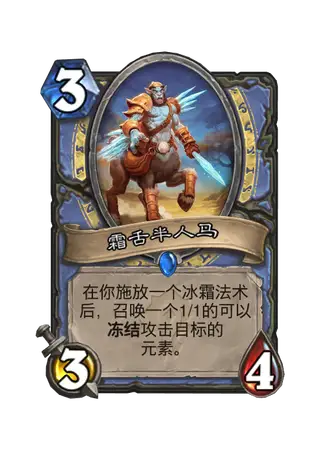 3
霜舌半人马
在你施放一个冰霜法术
后，召唤一个1/1的可以
冻结攻击目标的
元素。
3
4